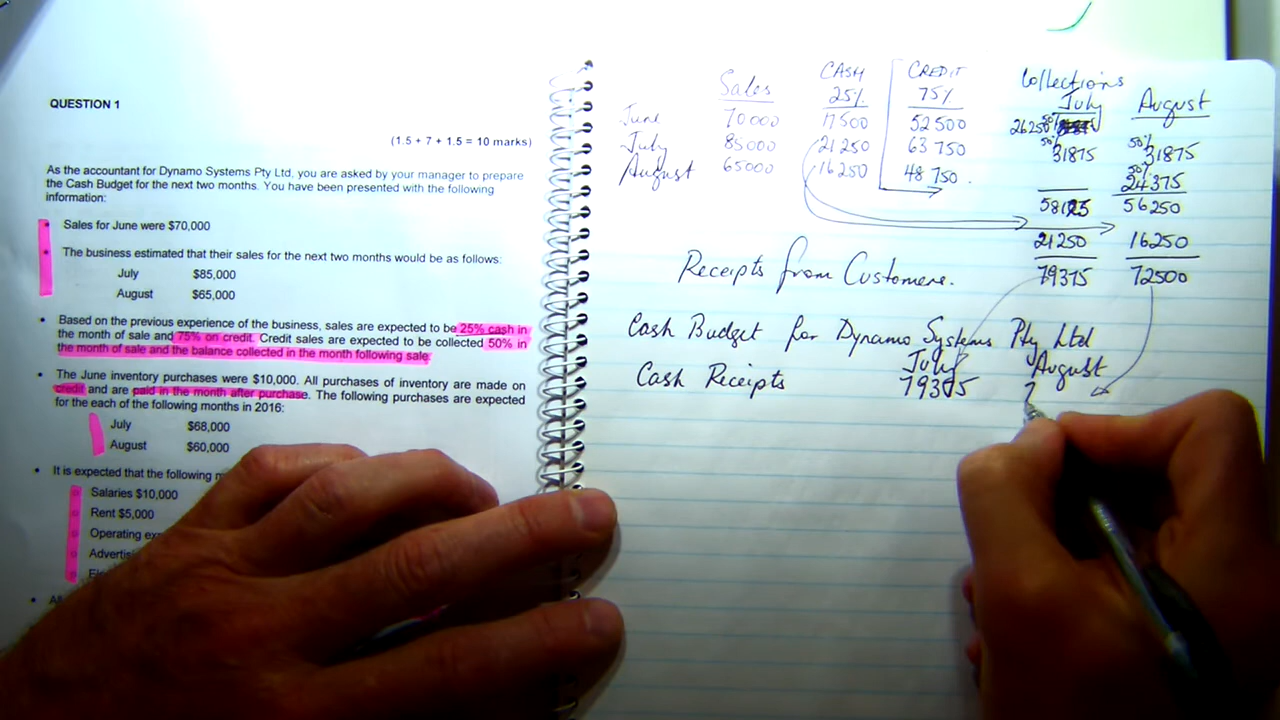 QUESTION 1
(1.5 + 7 + 1.5 = 10 marks)
As the accountant for Dynamo Systems Pty Ltd, you are asked by your manager to prepare
the Cash Budget for the next two months. You have been presented with the following
information:
Sales for June were $70,000
The business estimated that their sales for the next two months would be as follows:
July $85,000
August $65,000
Based on the previous experience of the business, sales are expected to be 25% cash in
the month of sale and 75% on credit. Credit sales are expected to be collected 50% in
the month of sale and the balance collected in the month following sale.
The June inventory purchases were $10,000. All purchases of inventory are made on
credit and are paid in the month after purchase. The following purchases are expected
for the each of the following months in 2016:
July $68,000
August $60,000
It is expected that the following
Salaries $10,000
Rent $5,000
Operating
Sales CASH CREDIT Collections
25% 75% July August
June 70000 17500 52500 26250 50%
July 85000 21250 63750 50% 31875 50% 31875
August 65000 16250 48750. 50% 24375
58125 56250
21250 16250
Receipts from Customers. 79375 72500
Cash Budget for Dynamo Systems Pty Ltd
July August
Cash Receipts 79375 7